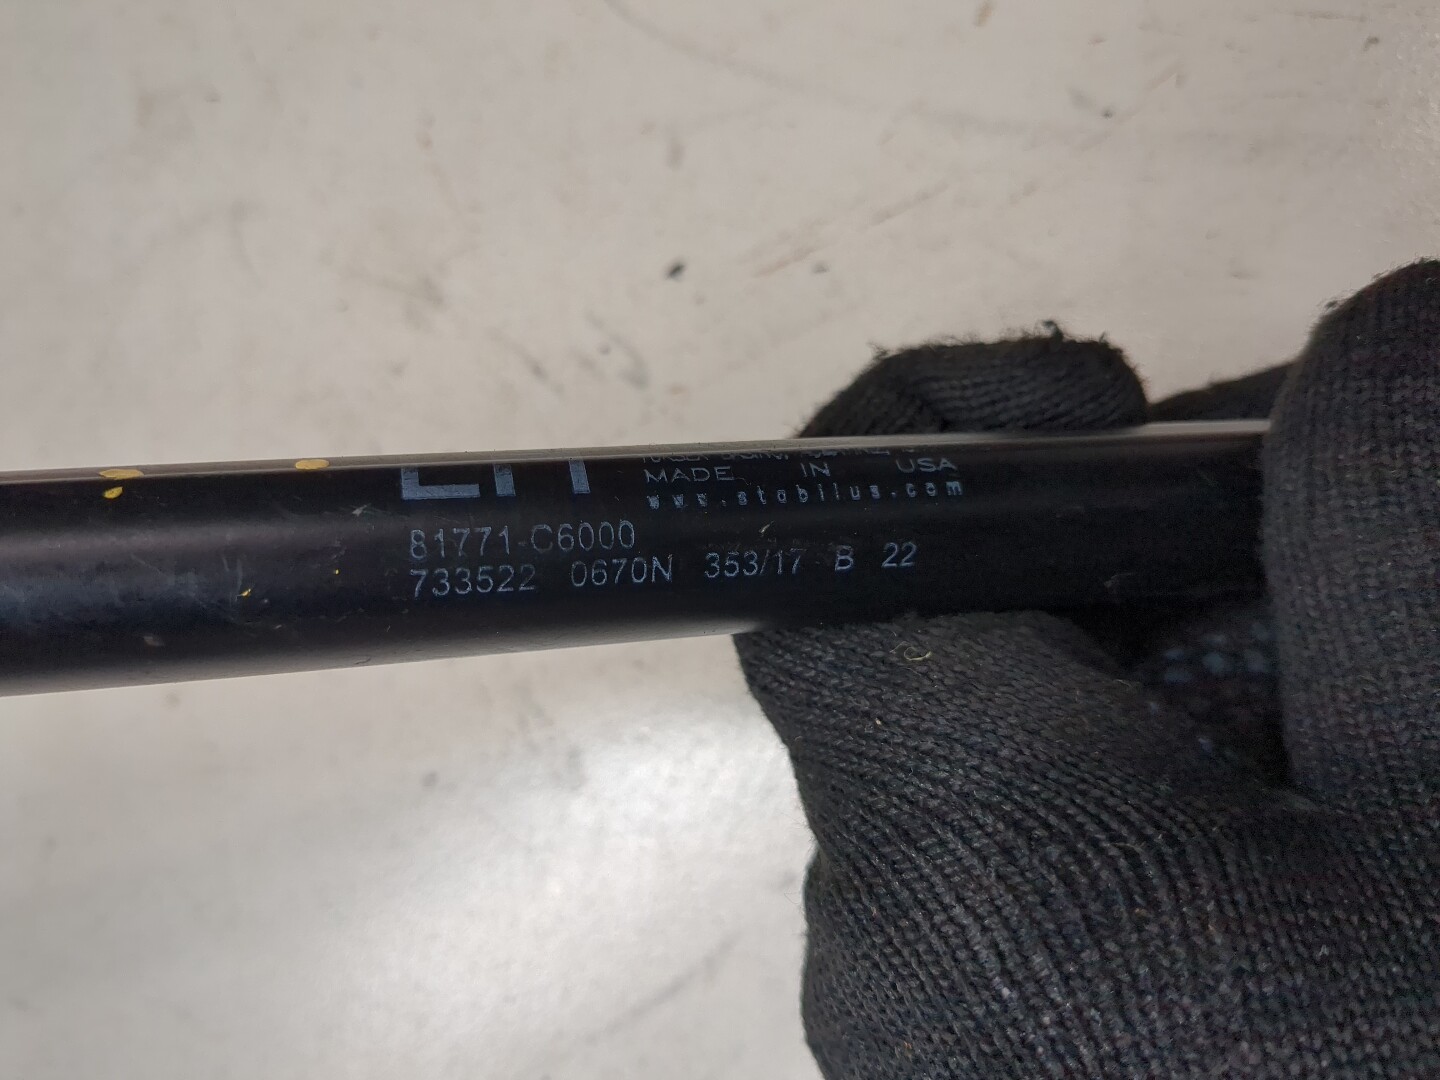 MADE IN USA
www.stabilus.com
81771-C6000
733522 0670N 353/17 B 22